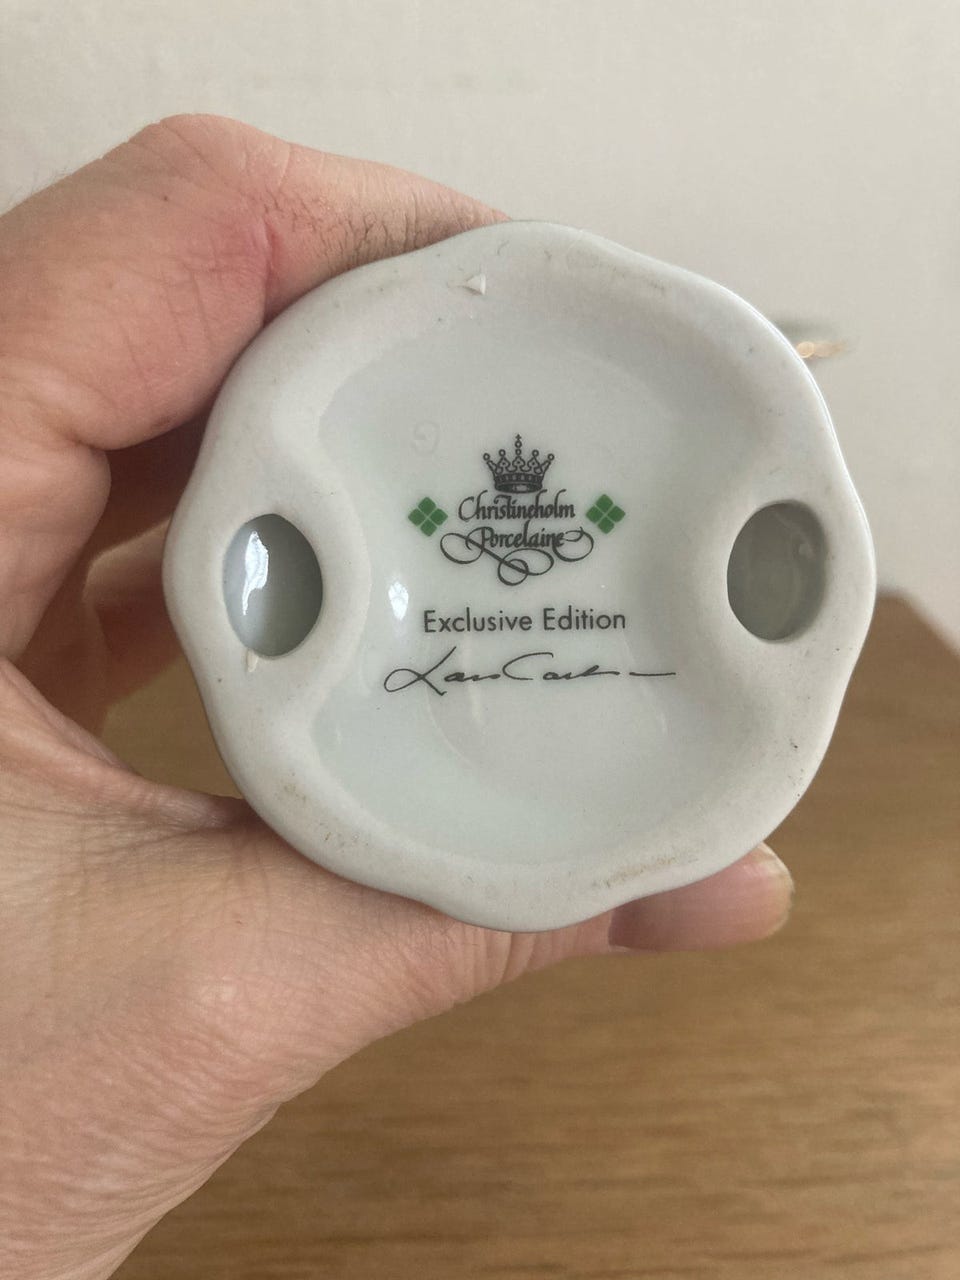 Christineholm
Porcelaine
Exclusive Edition